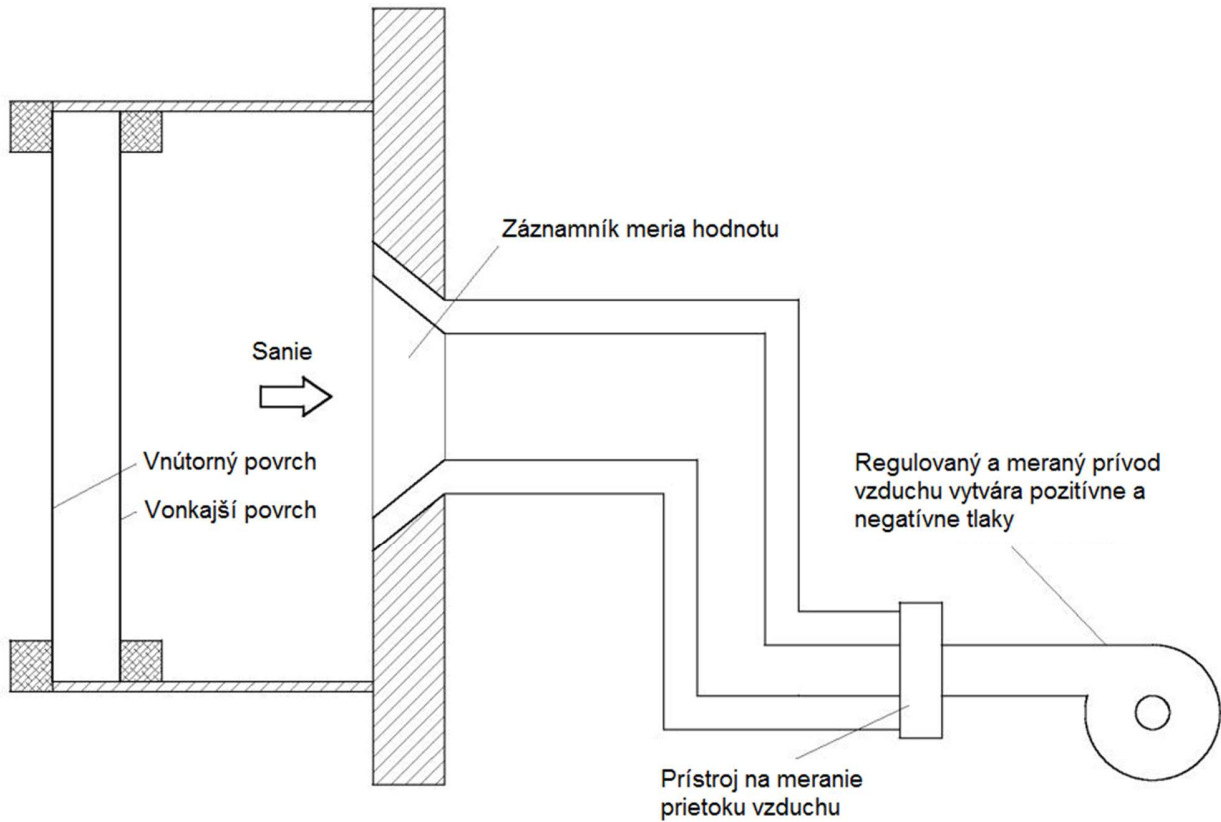 Záznamník meria hodnotu
Sanie
Vnútorný povrch
Vonkajší povrch
Regulovaný a meraný prívod
vzduchu vytvára pozitívne a
negatívne tlaky
Prístroj na meranie
prietoku vzduchu